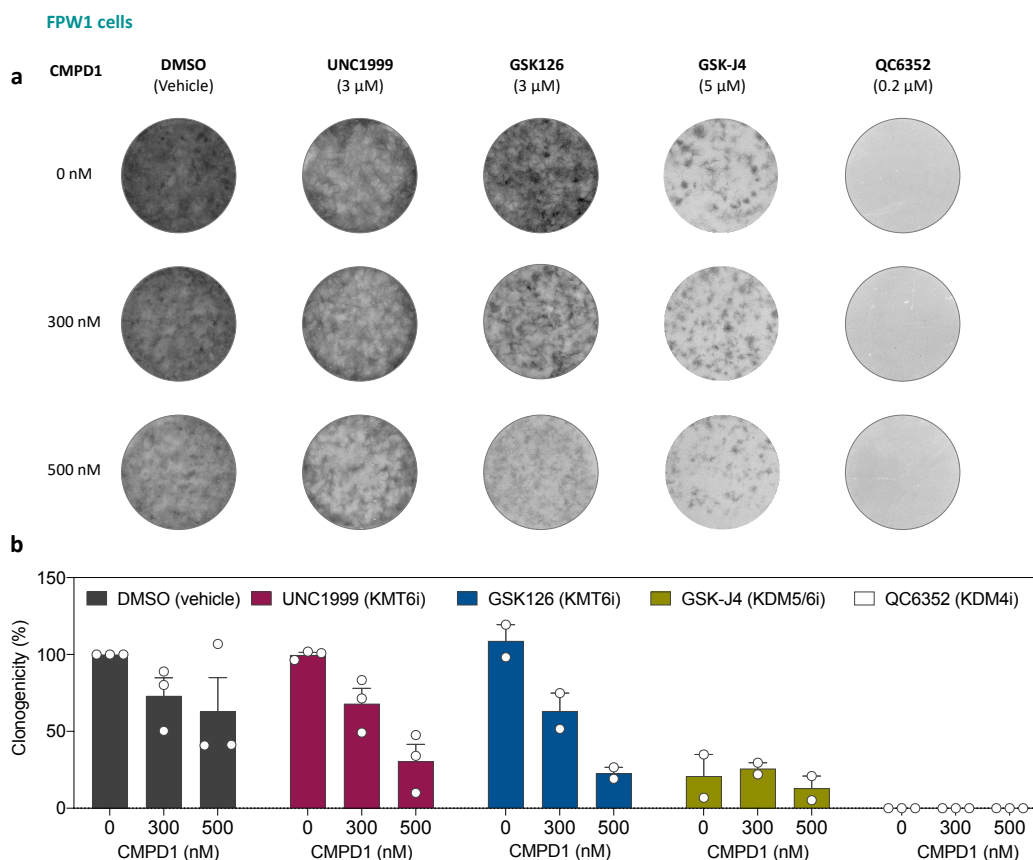 FPW1 cells
a
CMPD1 DMSO UNC1999 GSK126 GSK-J4 QC6352
(Vehicle) (3 µM) (3 µM) (5 µM) (0.2 µM)
0 nM
300 nM
500 nM
b
150
DMSO (vehicle) UNC1999 (KMT6i) GSK126 (KMT6i) GSK-J4 (KDM5/6i) QC6352 (KDM4i)
100
50
0
Clonogenicity (%)
0 300 500 0 300 500 0 300 500 0 300 500 0 300 500
CMPD1 (nM) CMPD1 (nM) CMPD1 (nM) CMPD1 (nM) CMPD1 (nM)